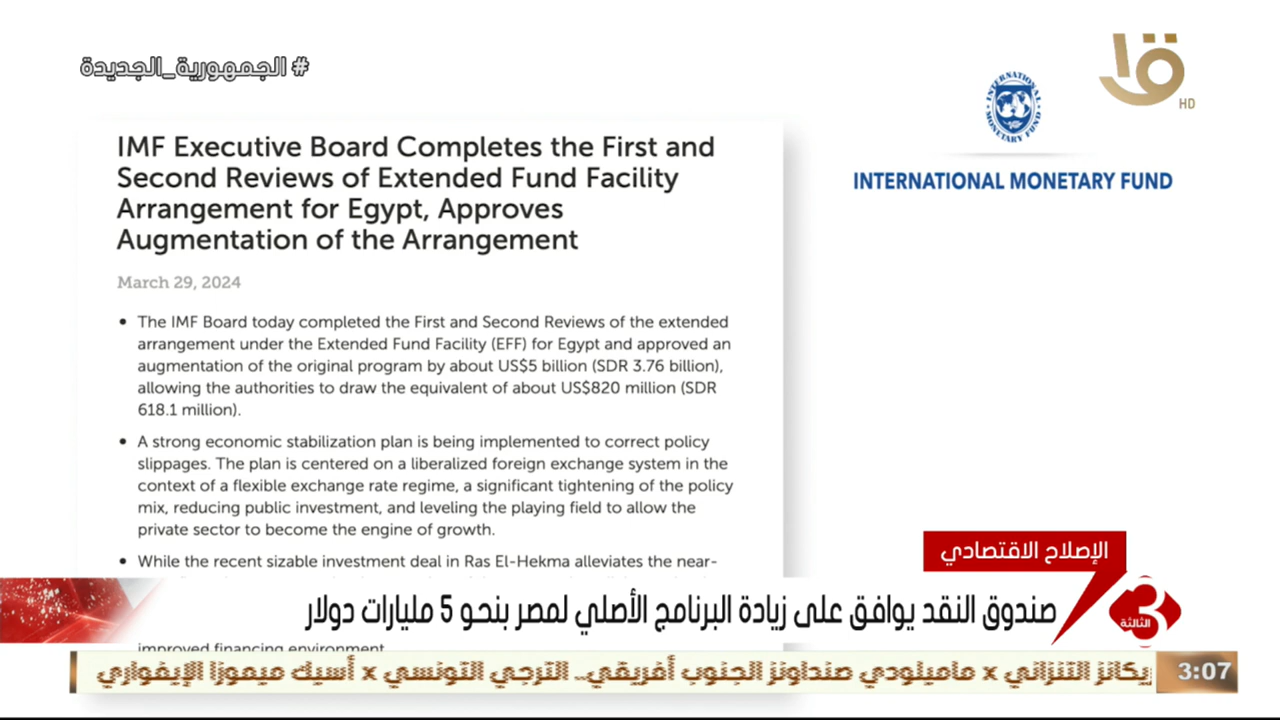 # الجمهورية_الجديدة
HD
INTERNATIONAL MONETARY FUND
INTERNATIONAL MONETARY FUND
IMF Executive Board Completes the First and
Second Reviews of Extended Fund Facility
Arrangement for Egypt, Approves
Augmentation of the Arrangement
March 29, 2024
• The IMF Board today completed the First and Second Reviews of the extended
arrangement under the Extended Fund Facility (EFF) for Egypt and approved an
augmentation of the original program by about US$5 billion (SDR 3.76 billion),
allowing the authorities to draw the equivalent of about US$820 million (SDR
618.1 million).
• A strong economic stabilization plan is being implemented to correct policy
slippages. The plan is centered on a liberalized foreign exchange system in the
context of a flexible exchange rate regime, a significant tightening of the policy
mix, reducing public investment, and leveling the playing field to allow the
private sector to become the engine of growth.
• While the recent sizable investment deal in Ras El-Hekma alleviates the near-
improved financing environment
الإصلاح الاقتصادي
صندوق النقد يوافق على زيادة البرنامج الأصلي لمصر بنحو 5 مليارات دولار
3
الثالثة
يكانز التنزاني x ماميلودي صنداونز الجنوب أفريقي.. الترجي التونسي x أسيك ميموزا الإيفواري
3:07